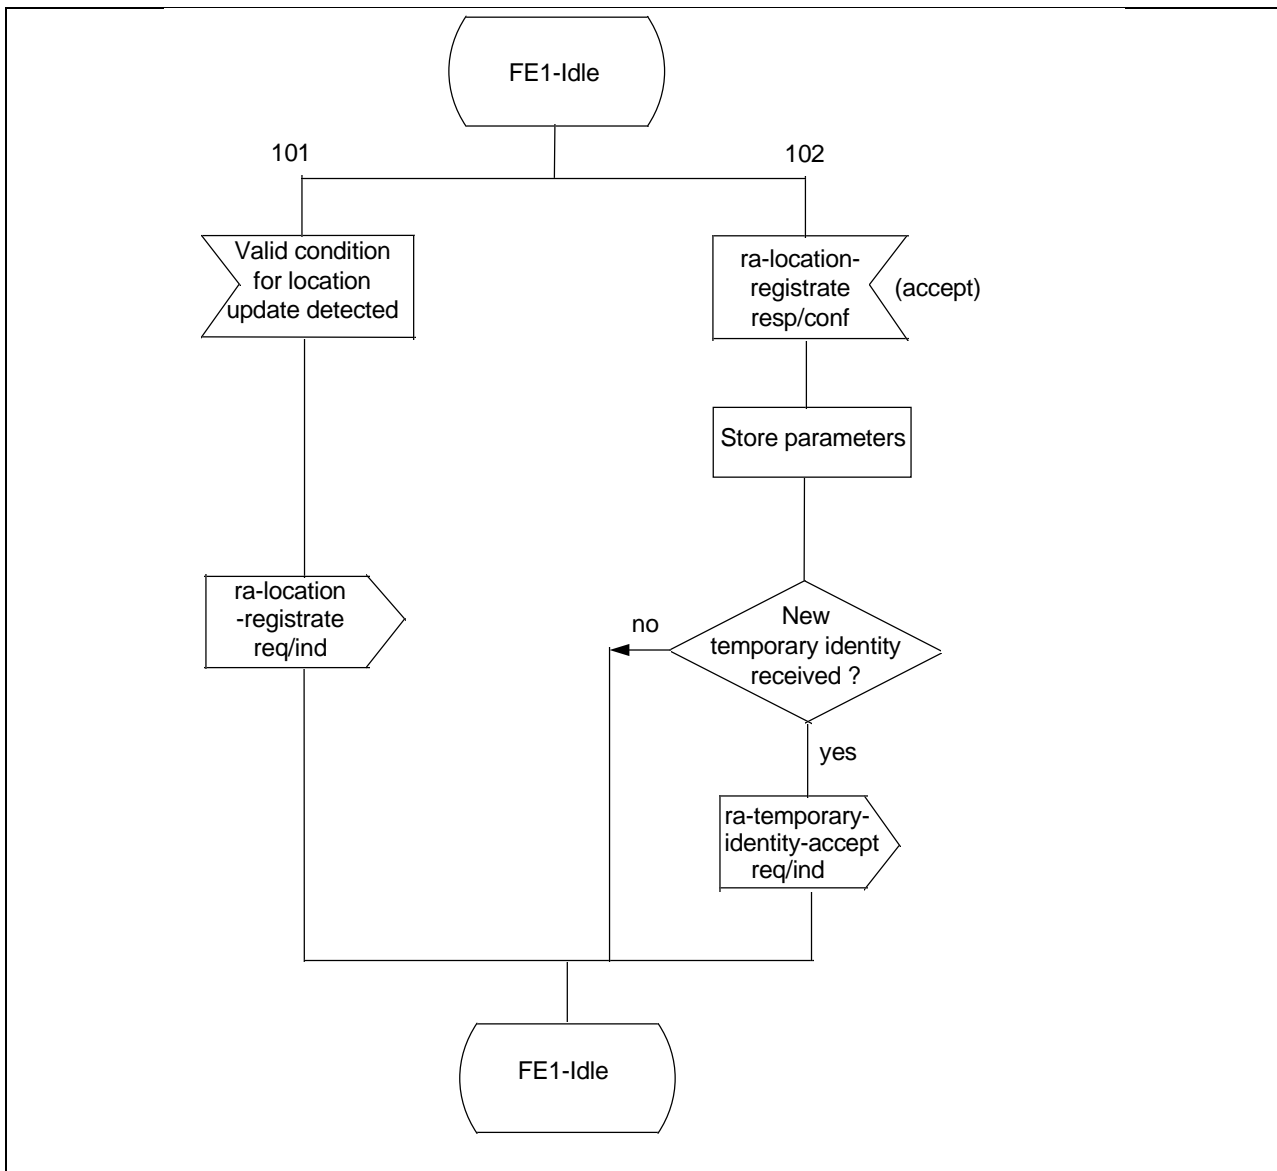 FE1-Idle
101
102
Valid condition
for location
update detected
ra-location-
registrate
resp/conf
(accept)
Store parameters
ra-location
-registrate
req/ind
no
New
temporary identity
received ?
yes
ra-temporary-
identity-accept
req/ind
FE1-Idle